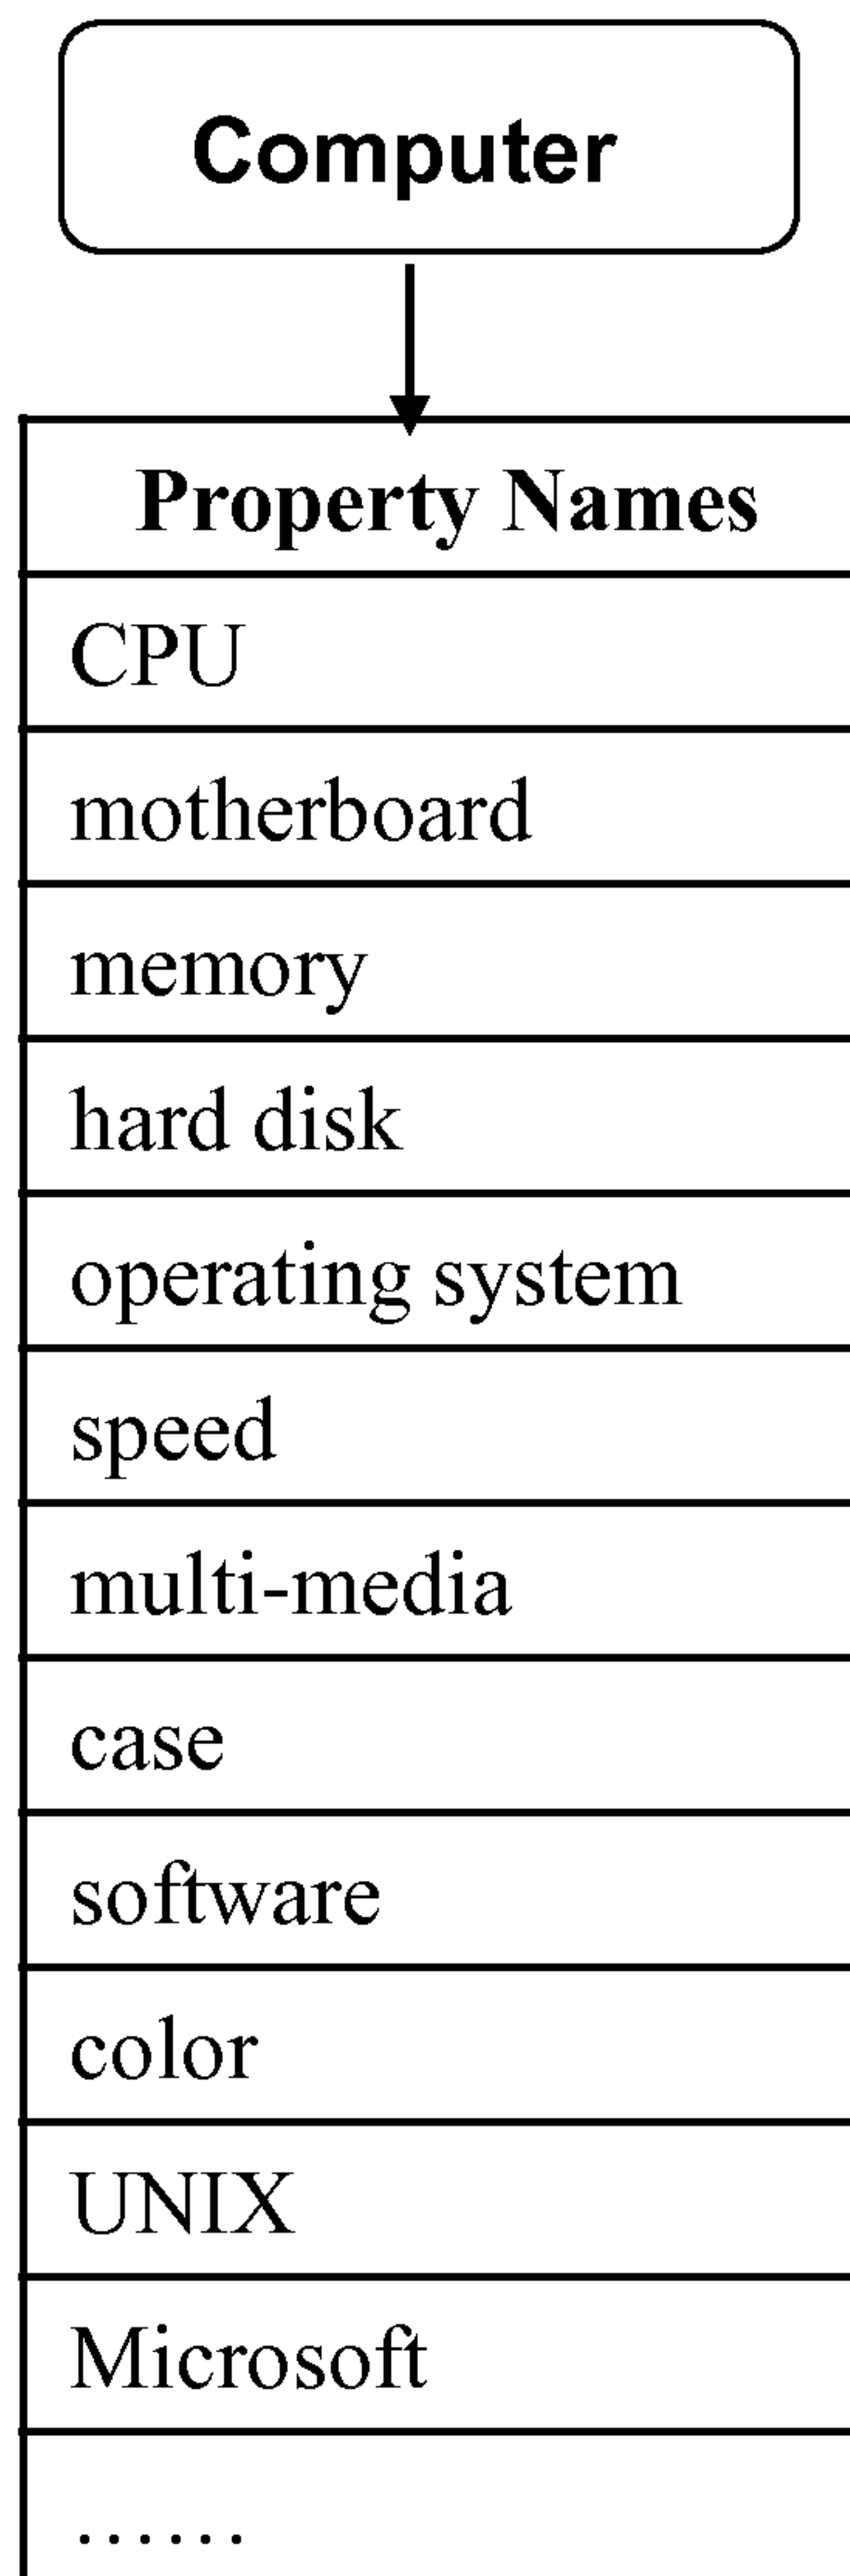 Computer
Property Names
CPU
motherboard
memory
hard disk
operating system
speed
multi-media
case
software
color
UNIX
Microsoft
……